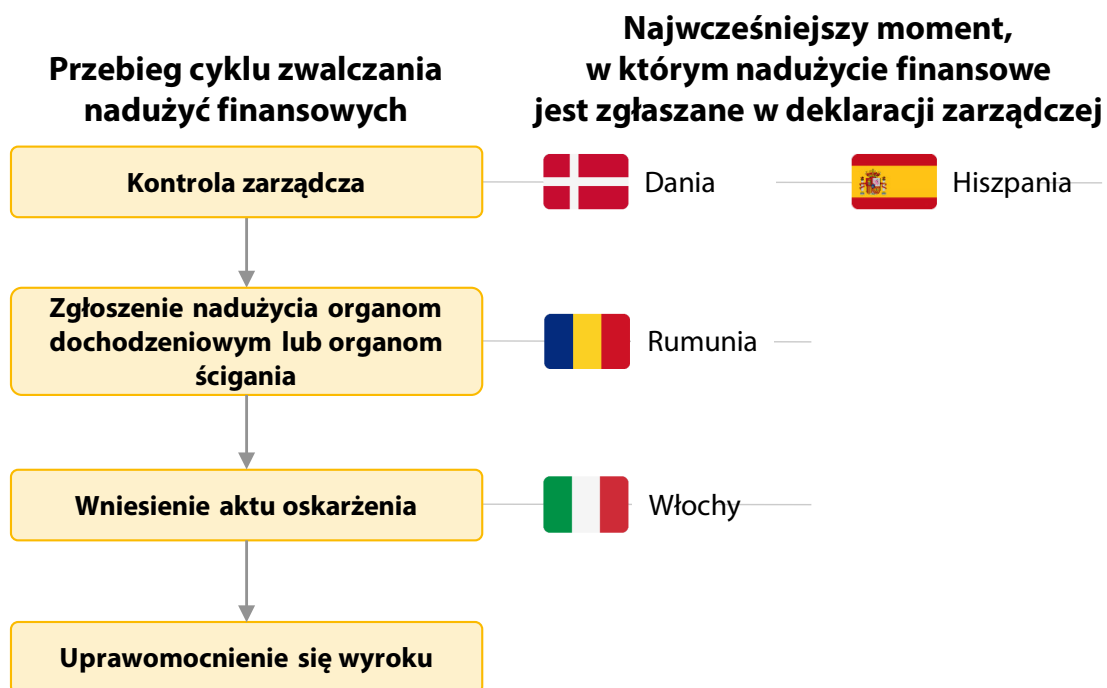 Przebieg cyklu zwalczania
nadużyć finansowych
Najwcześniejszy moment,
w którym nadużycie finansowe
jest zgłaszane w deklaracji zarządczej
Kontrola zarządcza
Dania
Hiszpania
Zgłoszenie nadużycia organom
dochodzeniowym lub organom
ścigania
Rumunia
Wniesienie aktu oskarżenia
Włochy
Uprawomocnienie się wyroku